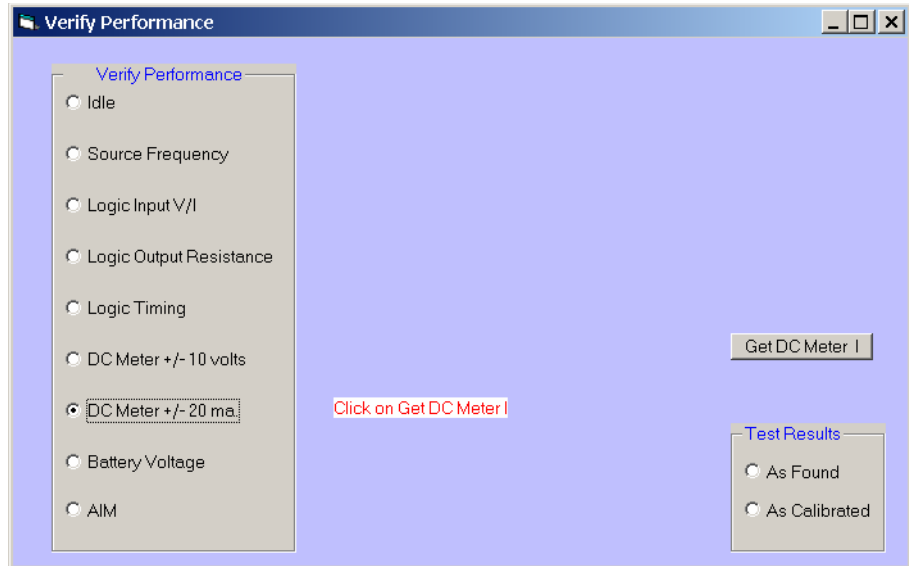 Verify Performance
Verify Performance
Idle
Source Frequency
Logic Input V/I
Logic Output Resistance
Logic Timing
DC Meter +/- 10 volts
DC Meter +/- 20 ma.
Battery Voltage
AIM
Click on Get DC Meter I
Get DC Meter I
Test Results
As Found
As Calibrated